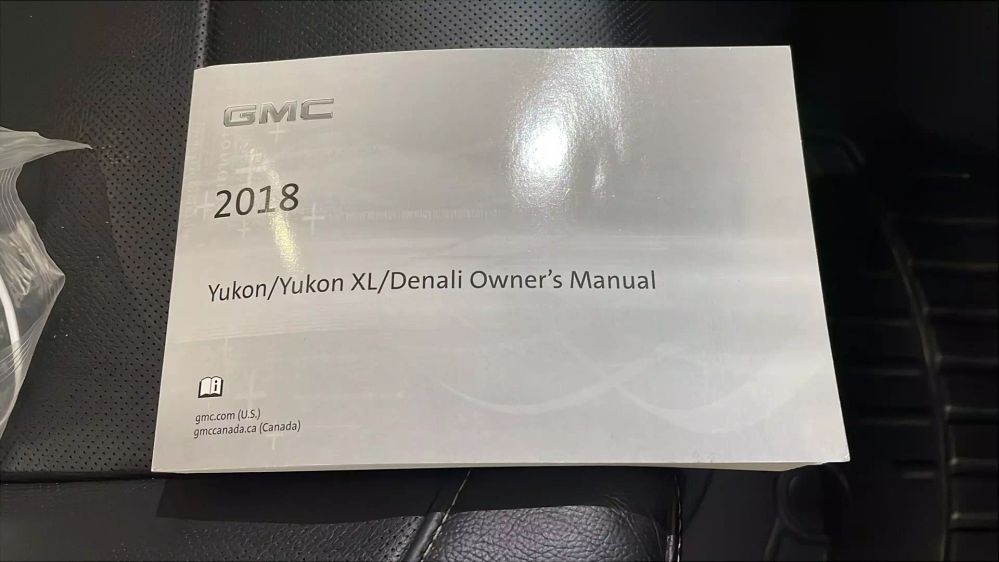 GMC
2018
Yukon/Yukon XL/Denali Owner's Manual
gmc.com (U.S.)
gmccanada.ca (Canada)